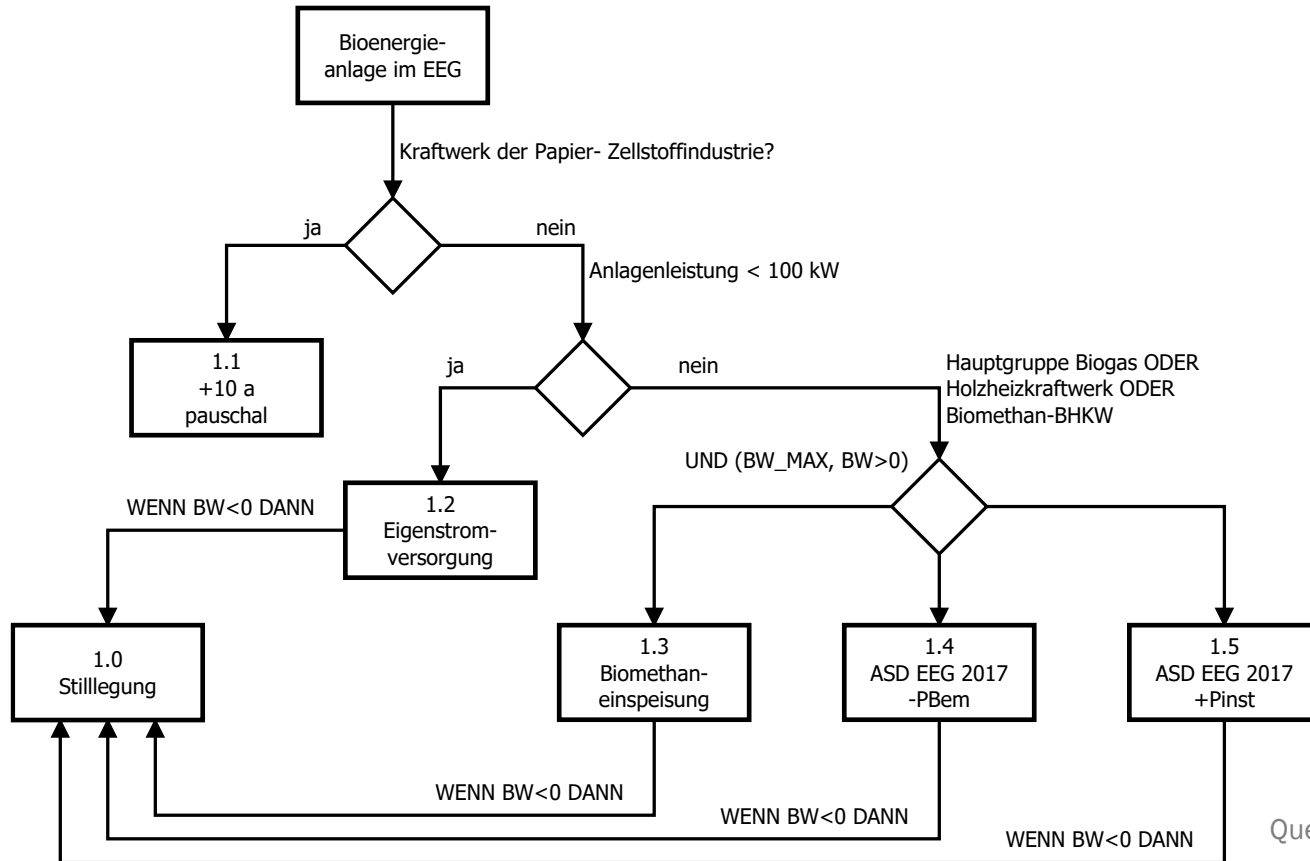 Bioenergie-
anlage im EEG
Kraftwerk der Papier- Zellstoffindustrie?
ja
nein
Anlagenleistung < 100 kW
1.1
+10 a
pauschal
ja
nein
Hauptgruppe Biogas ODER
Holzheizkraftwerk ODER
Biomethan-BHKW
UND (BW_MAX, BW>0)
WENN BW<0 DANN
1.2
Eigenstrom-
versorgung
1.0
Stilllegung
1.3
Biomethan-
einspeisung
1.4
ASD EEG 2017
-PBem
1.5
ASD EEG 2017
+Pinst
WENN BW<0 DANN
WENN BW<0 DANN
WENN BW<0 DANN